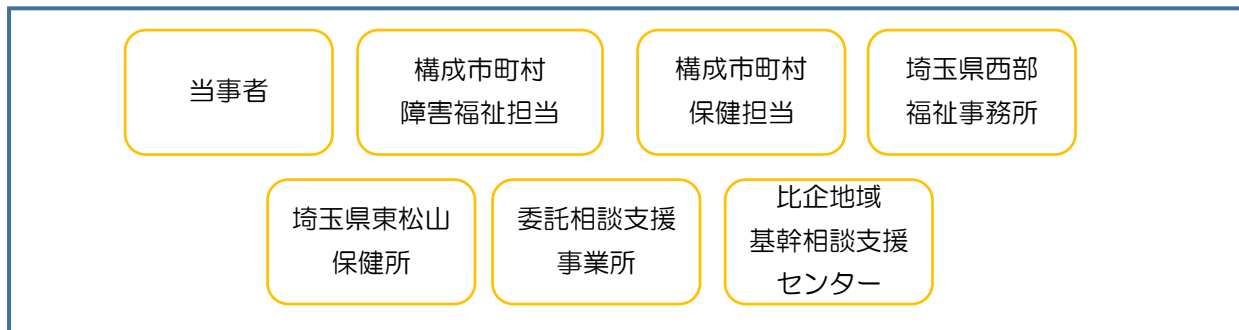 当事者
構成市町村
障害福祉担当
構成市町村
保健担当
埼玉県西部
福祉事務所
埼玉県東松山
保健所
委託相談支援
事業所
比企地域
基幹相談支援
センター